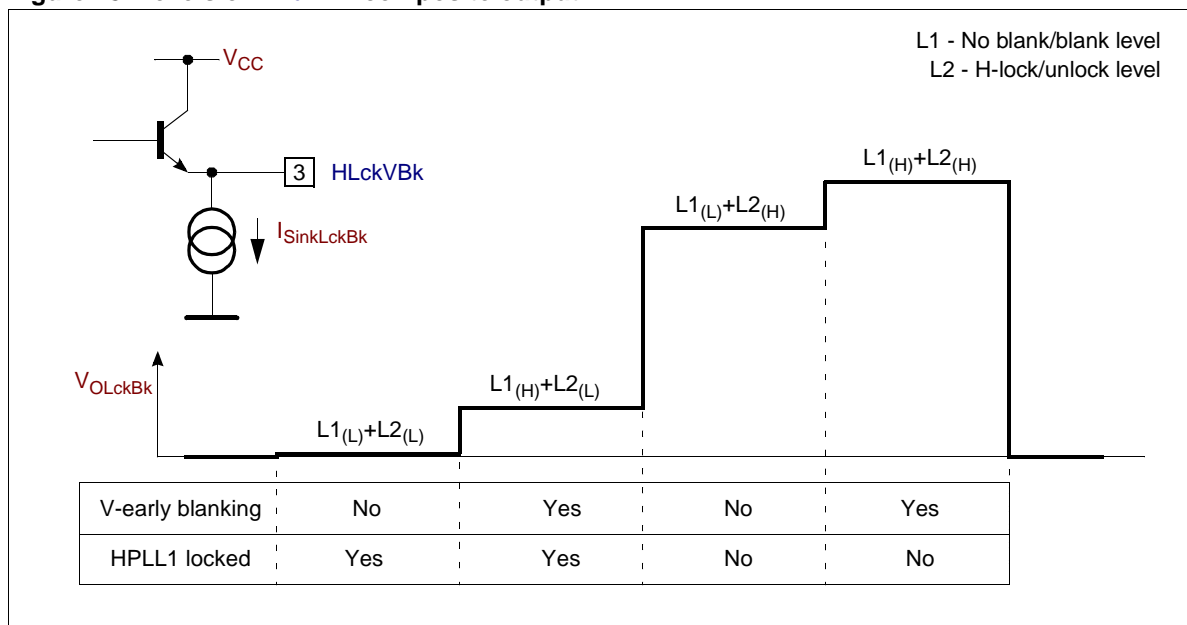 L1 - No blank/blank level
L2 - H-lock/unlock level
VCC
3 HLckVBk
ISinkLckBk
VOLckBk
L1(L)+L2(L)
L1(H)+L2(L)
L1(L)+L2(H)
L1(H)+L2(H)
V-early blanking No Yes No Yes
HPLL1 locked Yes Yes No No